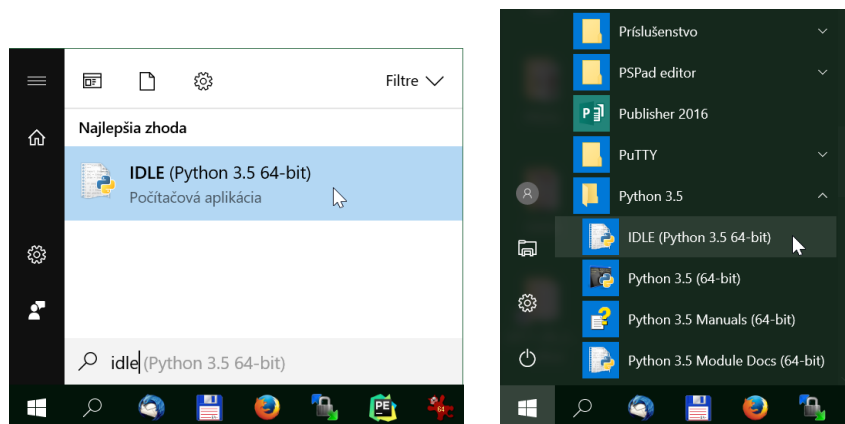 Filtre
Najlepšia zhoda
IDLE (Python 3.5 64-bit)
Počítačová aplikácia
idle (Python 3.5 64-bit)
PE
64
Príslušenstvo
PSPad editor
P
Publisher 2016
PuTTY
Python 3.5
IDLE (Python 3.5 64-bit)
Python 3.5 (64-bit)
Python 3.5 Manuals (64-bit)
Python 3.5 Module Docs (64-bit)